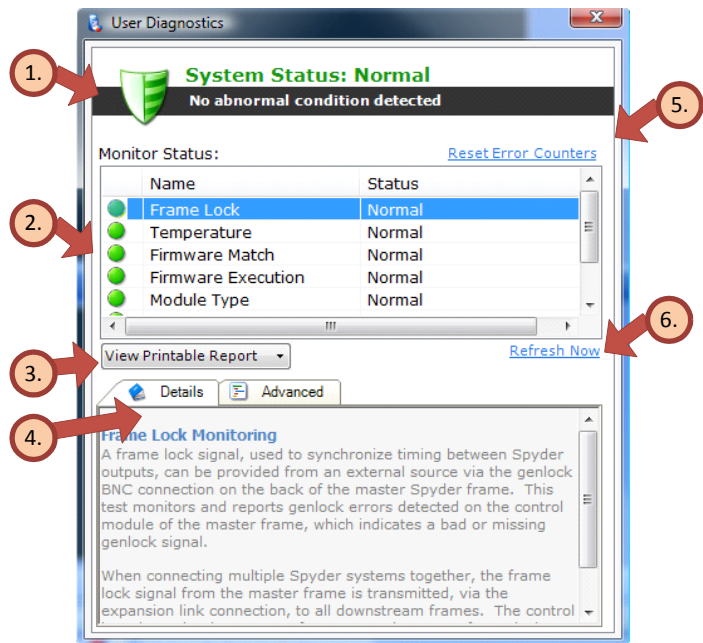 User Diagnostics
x
1.
System Status: Normal
No abnormal condition detected
5.
Monitor Status:
Reset Error Counters
Name Status
Frame Lock Normal
2.
Temperature Normal
Firmware Match Normal
Firmware Execution Normal
Module Type Normal
6.
View Printable Report
Refresh Now
3.
Details Advanced
4.
Frame Lock Monitoring
A frame lock signal, used to synchronize timing between Spyder
outputs, can be provided from an external source via the genlock
BNC connection on the back of the master Spyder frame. This
test monitors and reports genlock errors detected on the control
module of the master frame, which indicates a bad or missing
genlock signal.
When connecting multiple Spyder systems together, the frame
lock signal from the master frame is transmitted, via the
expansion link connection, to all downstream frames. The control